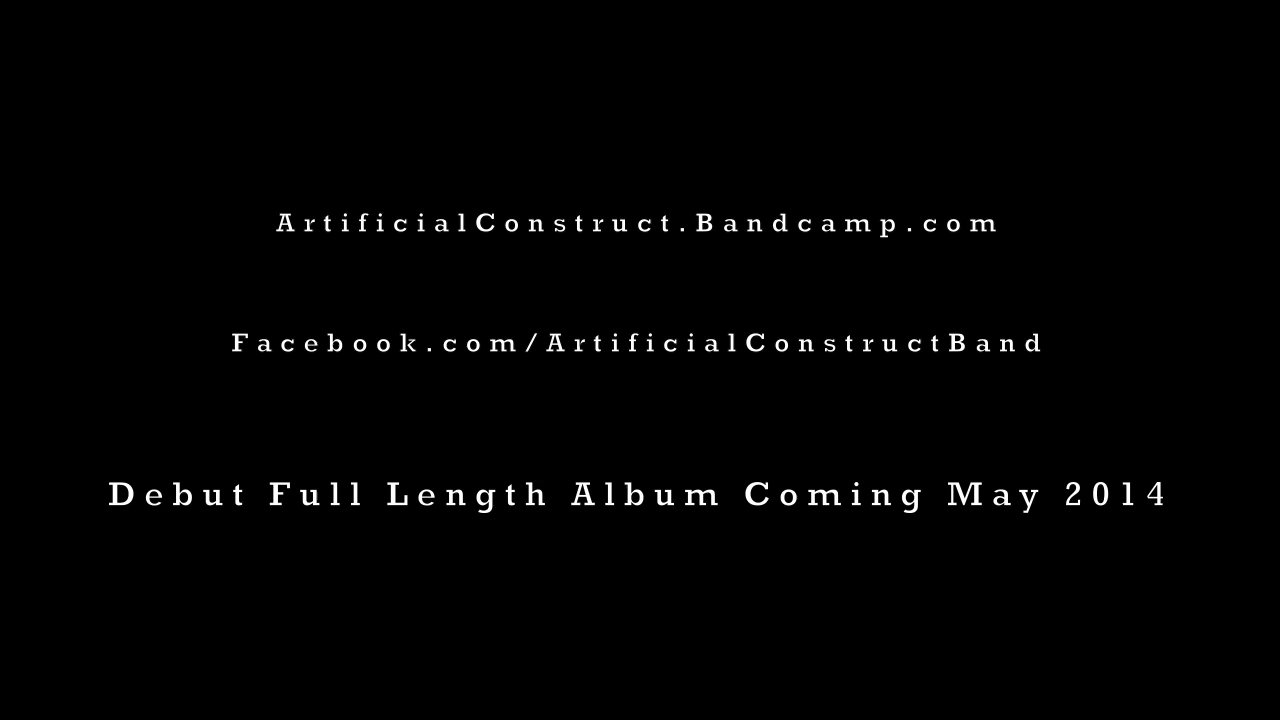 ArtificialConstruct.Bandcamp.com
Facebook.com/ArtificialConstructBand
Debut Full Length Album Coming May 2014